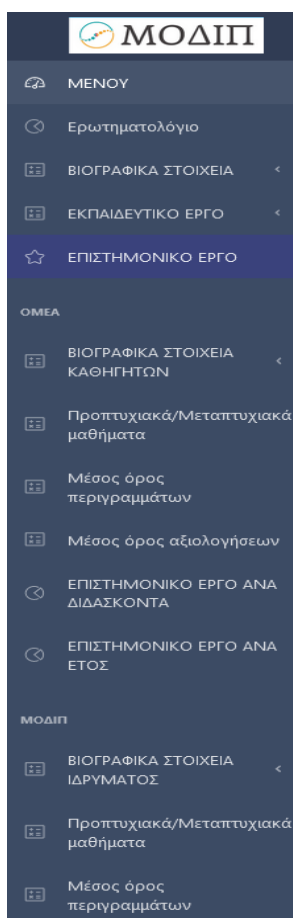 ΜΟΔΙΠ
ΜΕΝΟΥ
Ερωτηματολόγιο
ΒΙΟΓΡΑΦΙΚΑ ΣΤΟΙΧΕΙΑ
ΕΚΠΑΙΔΕΥΤΙΚΟ ΕΡΓΟ
ΕΠΙΣΤΗΜΟΝΙΚΟ ΕΡΓΟ
ΟΜΕΑ
ΒΙΟΓΡΑΦΙΚΑ ΣΤΟΙΧΕΙΑ
ΚΑΘΗΓΗΤΩΝ
Προπτυχιακά/Μεταπτυχιακά
μαθήματα
Μέσος όρος
περιγραμμάτων
Μέσος όρος αξιολογήσεων
ΕΠΙΣΤΗΜΟΝΙΚΟ ΕΡΓΟ ΑΝΑ
ΔΙΔΑΣΚΟΝΤΑ
ΕΠΙΣΤΗΜΟΝΙΚΟ ΕΡΓΟ ΑΝΑ
ΕΤΟΣ
ΜΟΔΙΠ
ΒΙΟΓΡΑΦΙΚΑ ΣΤΟΙΧΕΙΑ
ΙΔΡΥΜΑΤΟΣ
Προπτυχιακά/Μεταπτυχιακά
μαθήματα
Μέσος όρος
περιγραμμάτων